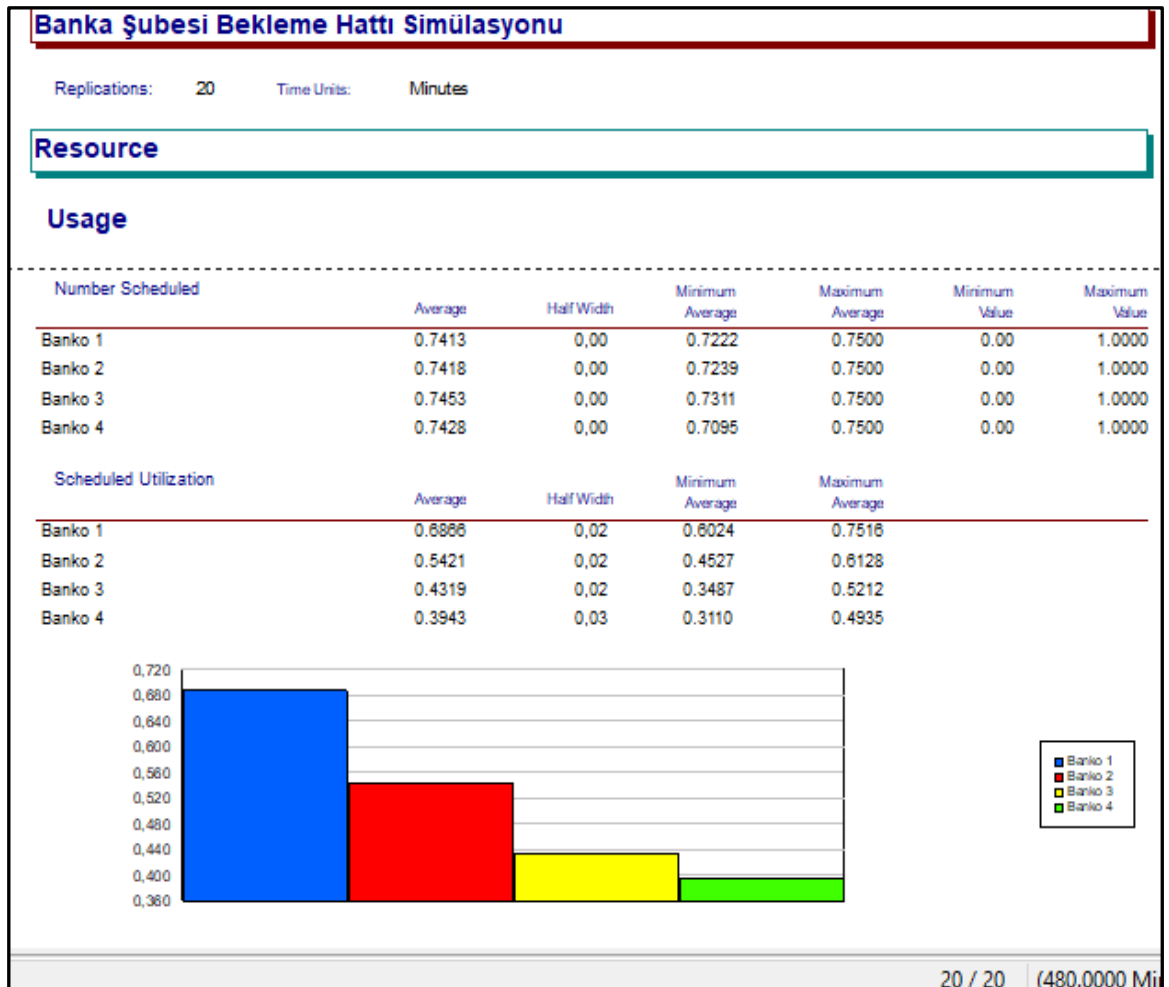 Banka Şubesi Bekleme Hattı Simülasyonu
Replications: 20 Time Units: Minutes
Resource
Usage
Number Scheduled Average Half Width Minimum Average Maximum Average Minimum Value Maximum Value
Banko 1 0.7413 0,00 0.7222 0.7500 0.00 1.0000
Banko 2 0.7418 0,00 0.7239 0.7500 0.00 1.0000
Banko 3 0.7453 0,00 0.7311 0.7500 0.00 1.0000
Banko 4 0.7428 0,00 0.7095 0.7500 0.00 1.0000
Scheduled Utilization Average Half Width Minimum Average Maximum Average
Banko 1 0.6866 0,02 0.6024 0.7516
Banko 2 0.5421 0,02 0.4527 0.6128
Banko 3 0.4319 0,02 0.3487 0.5212
Banko 4 0.3943 0,03 0.3110 0.4935
0,720
0,680
0,640
0,600
0,560
0,520
0,480
0,440
0,400
0,360
Banko 1
Banko 2
Banko 3
Banko 4
20 / 20 (480.0000 Mi